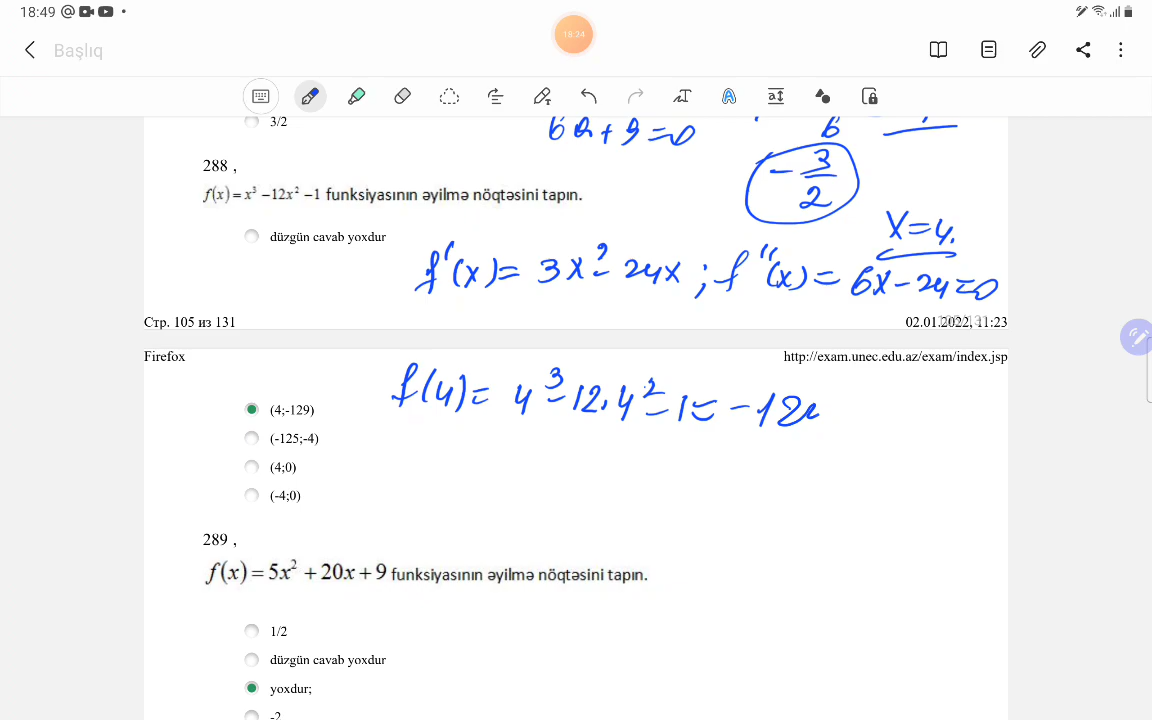 18:49
18:24
Başlıq
3/2
6x + 9 = 0
6
- 3/2
288 ,
f(x) = x³ −12x² −1 funksiyasının əyilmə nöqtəsini tapın.
düzgün cavab yoxdur
x=4.
f'(x) = 3x² - 24x ; f''(x) = 6x - 24 = 0
Стр. 105 из 131
02.01.2022, 11:23
Firefox
http://exam.unec.edu.az/exam/index.jsp
f(4) = 4³ - 12.4² - 1 = -12
(4;-129)
(-125;-4)
(4;0)
(-4;0)
289 ,
f(x) = 5x² + 20x + 9 funksiyasının əyilmə nöqtəsini tapın.
1/2
düzgün cavab yoxdur
yoxdur;
-2